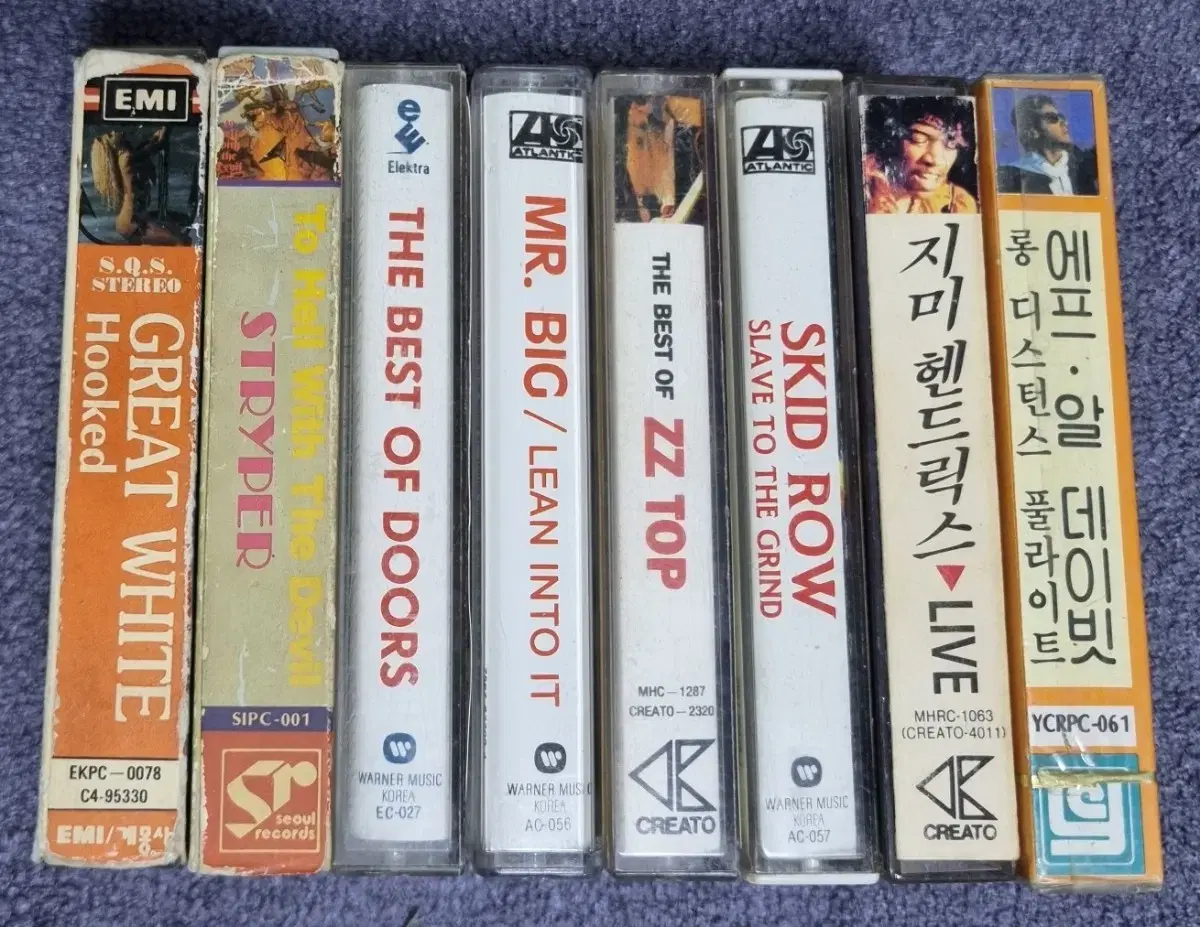 EMI
S.Q.S.
STEREO
GREAT WHITE
Hooked
EKPC-0078
C4-95330
EMI/계몽사
To Hell With The Devil
STRYPER
SIPC-001
Sr
seoul
records
Elektra
THE BEST OF DOORS
WARNER MUSIC
KOREA
EC-027
ATLANTIC
MR. BIG / LEAN INTO IT
WARNER MUSIC
KOREA
AC-056
THE BEST OF ZZ TOP
MHC-1287
CREATO-2320
CREATO
ATLANTIC
SKID ROW
SLAVE TO THE GRIND
WARNER MUSIC
KOREA
AC-057
지미 헨드릭스▼LIVE
MHRC-1063
(CREATO-4011)
CREATO
에프·알 데이빗
롱 디스턴스 풀라이트
YCRPC-061